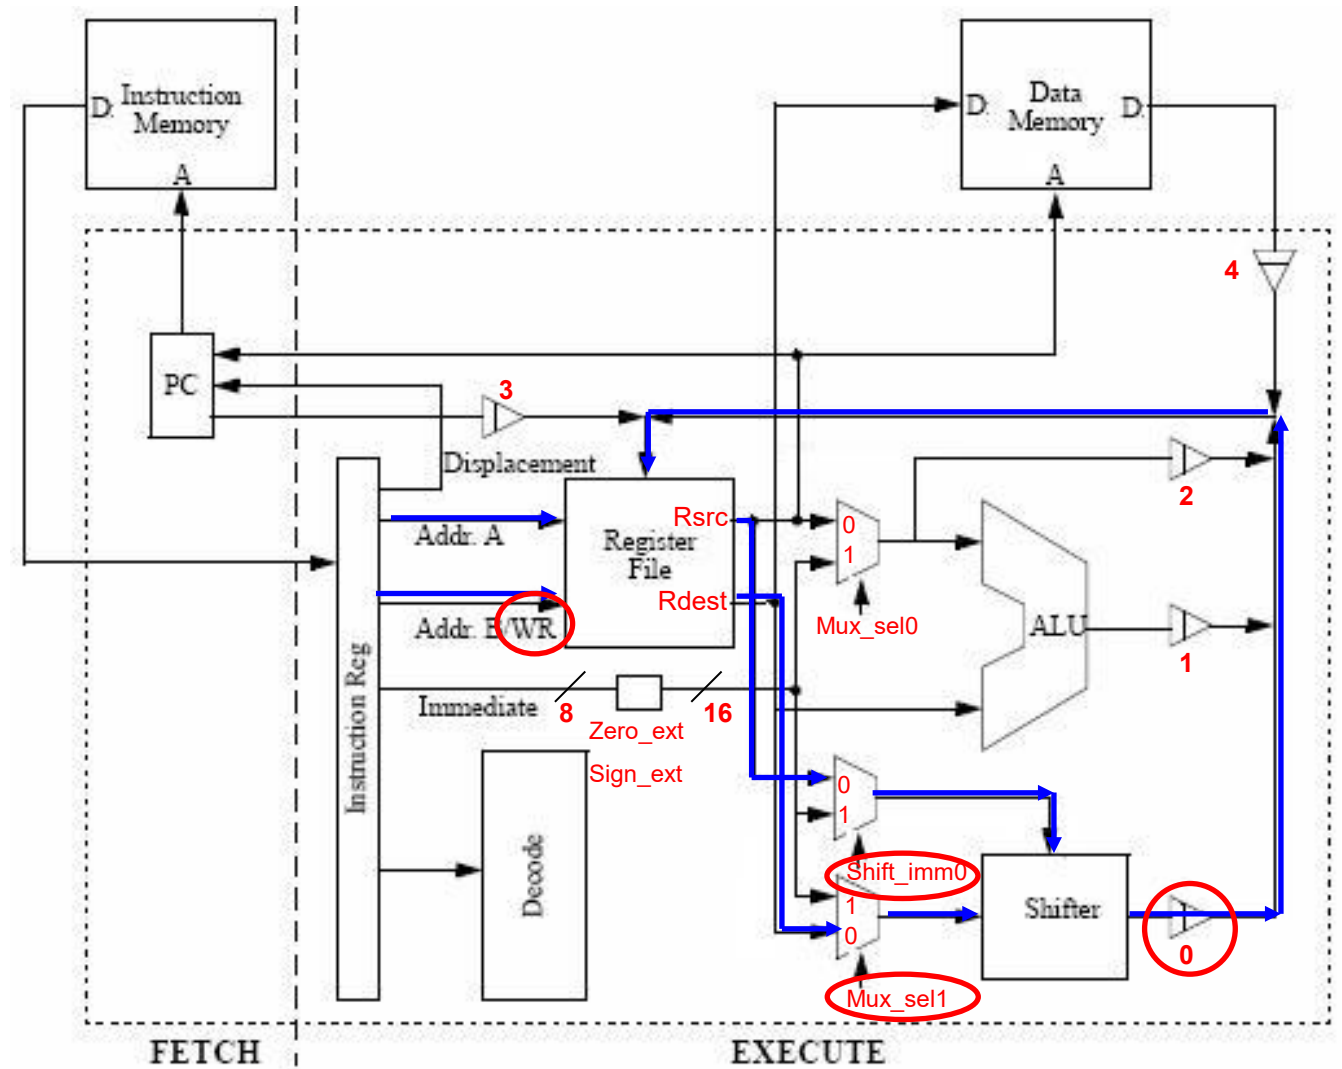 D
Instruction
Memory
A
D
Data
Memory
D
A
4
PC
3
Displacement
2
Addr. A
Rsrc
Register
File
0
1
Rdest
Mux_sel0
ALU
Addr. B/WR
1
Immediate
8
16
Zero_ext
Sign_ext
Instruction Reg
Decode
0
1
Shift_imm0
1
0
Shifter
0
Mux_sel1
FETCH
EXECUTE